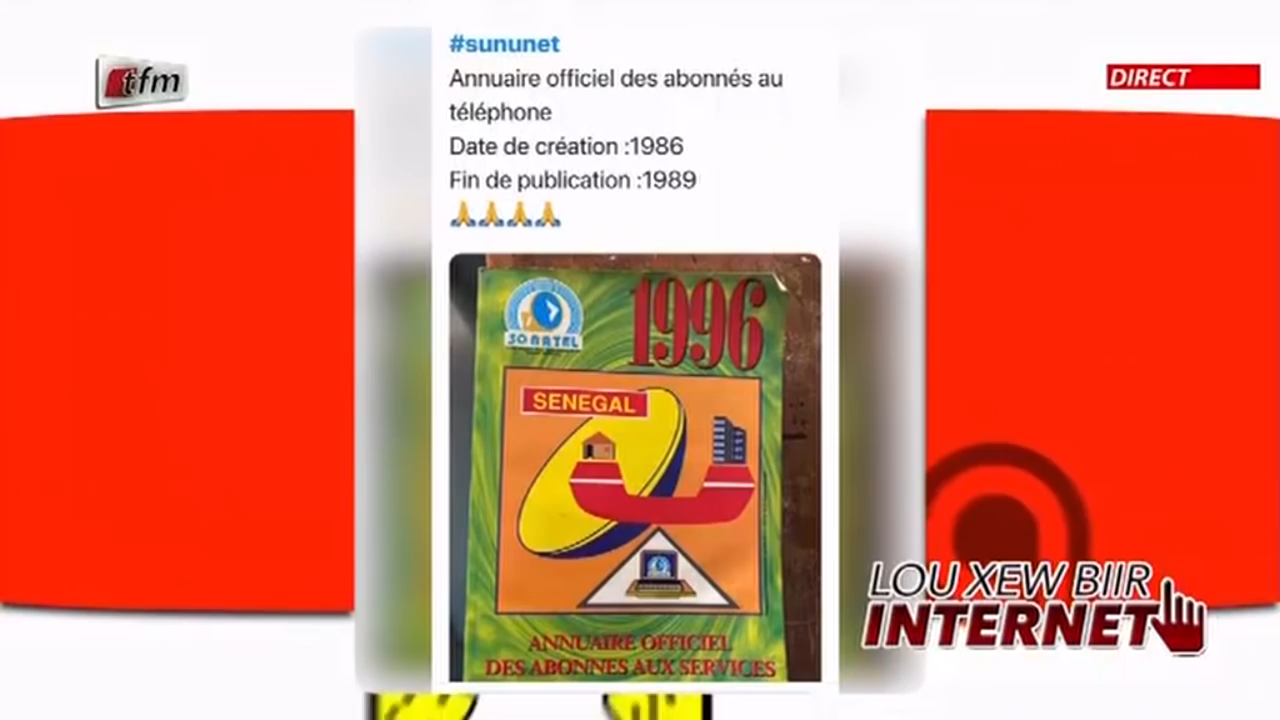 tfm
DIRECT
#sununet
Annuaire officiel des abonnés au
téléphone
Date de création :1986
Fin de publication :1989
🙏🙏🙏🙏
SONATEL
1996
SENEGAL
ANNUAIRE OFFICIEL
DES ABONNES AUX SERVICES
LOU XEW BIIR
INTERNET